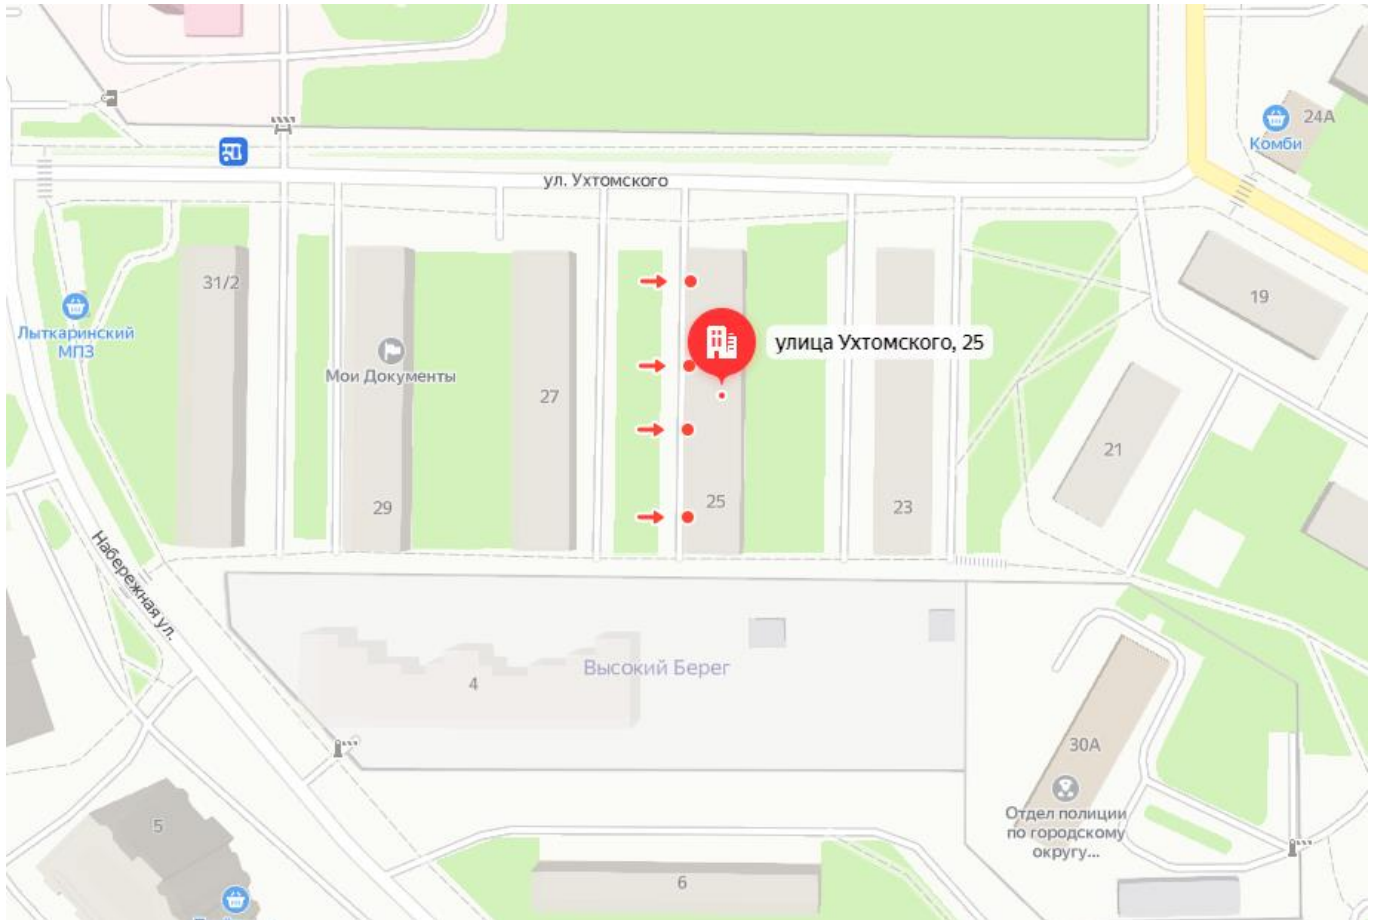 24А
Комби
ул. Ухтомского
31/2
19
Лыткаринский
МПЗ
улица Ухтомского, 25
Мои Документы
27
21
25
29
23
Набережная ул.
Высокий Берег
4
30А
Отдел полиции
по городскому
округу...
5
6